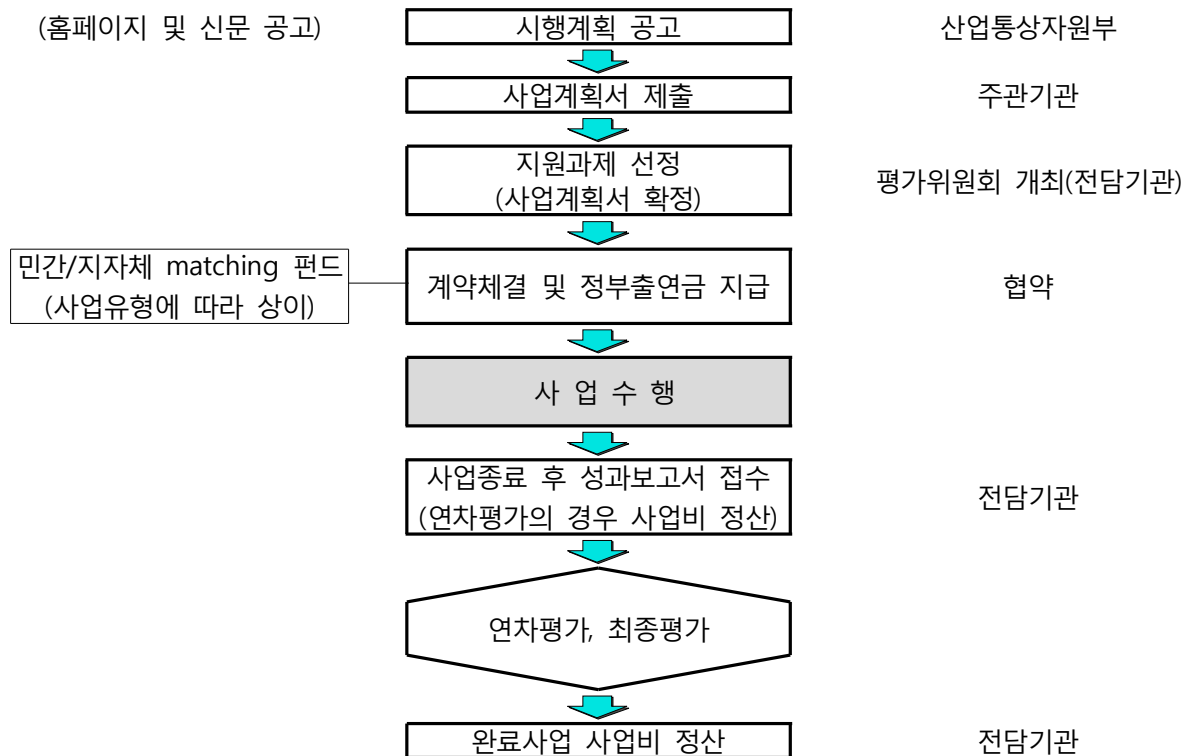 (홈페이지 및 신문 공고)
시행계획 공고
산업통상자원부
사업계획서 제출
주관기관
지원과제 선정
(사업계획서 확정)
평가위원회 개최(전담기관)
민간/지자체 matching 펀드
(사업유형에 따라 상이)
계약체결 및 정부출연금 지급
협약
사 업 수 행
사업종료 후 성과보고서 접수
(연차평가의 경우 사업비 정산)
전담기관
연차평가, 최종평가
완료사업 사업비 정산
전담기관